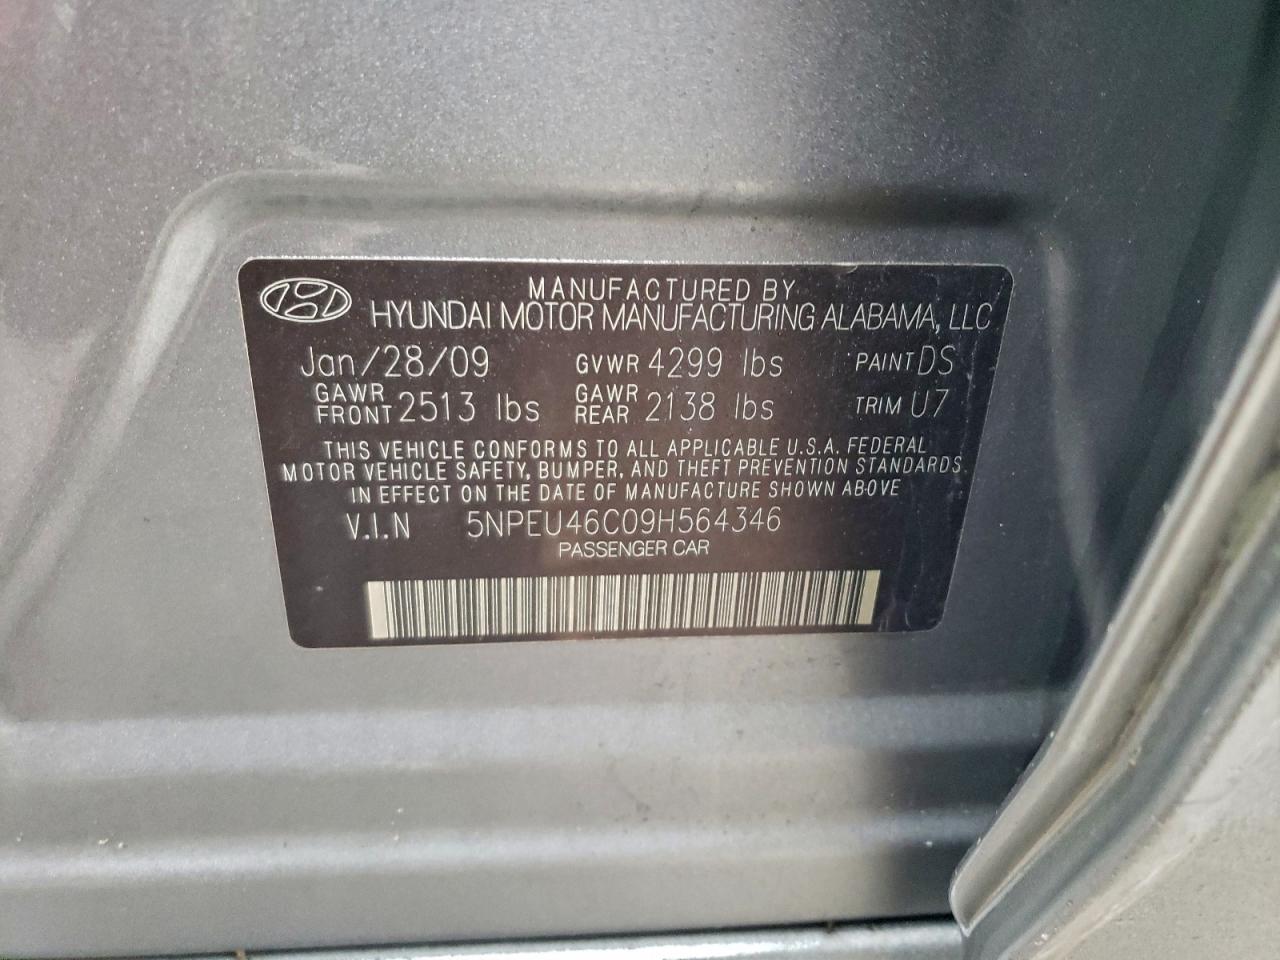 MANUFACTURED BY
HYUNDAI MOTOR MANUFACTURING ALABAMA, LLC
Jan/28/09 GVWR 4299 lbs PAINT DS
GAWR FRONT 2513 lbs GAWR REAR 2138 lbs TRIM U7
THIS VEHICLE CONFORMS TO ALL APPLICABLE U.S.A. FEDERAL
MOTOR VEHICLE SAFETY, BUMPER, AND THEFT PREVENTION STANDARDS
IN EFFECT ON THE DATE OF MANUFACTURE SHOWN ABOVE
V.I.N 5NPEU46C09H564346
PASSENGER CAR